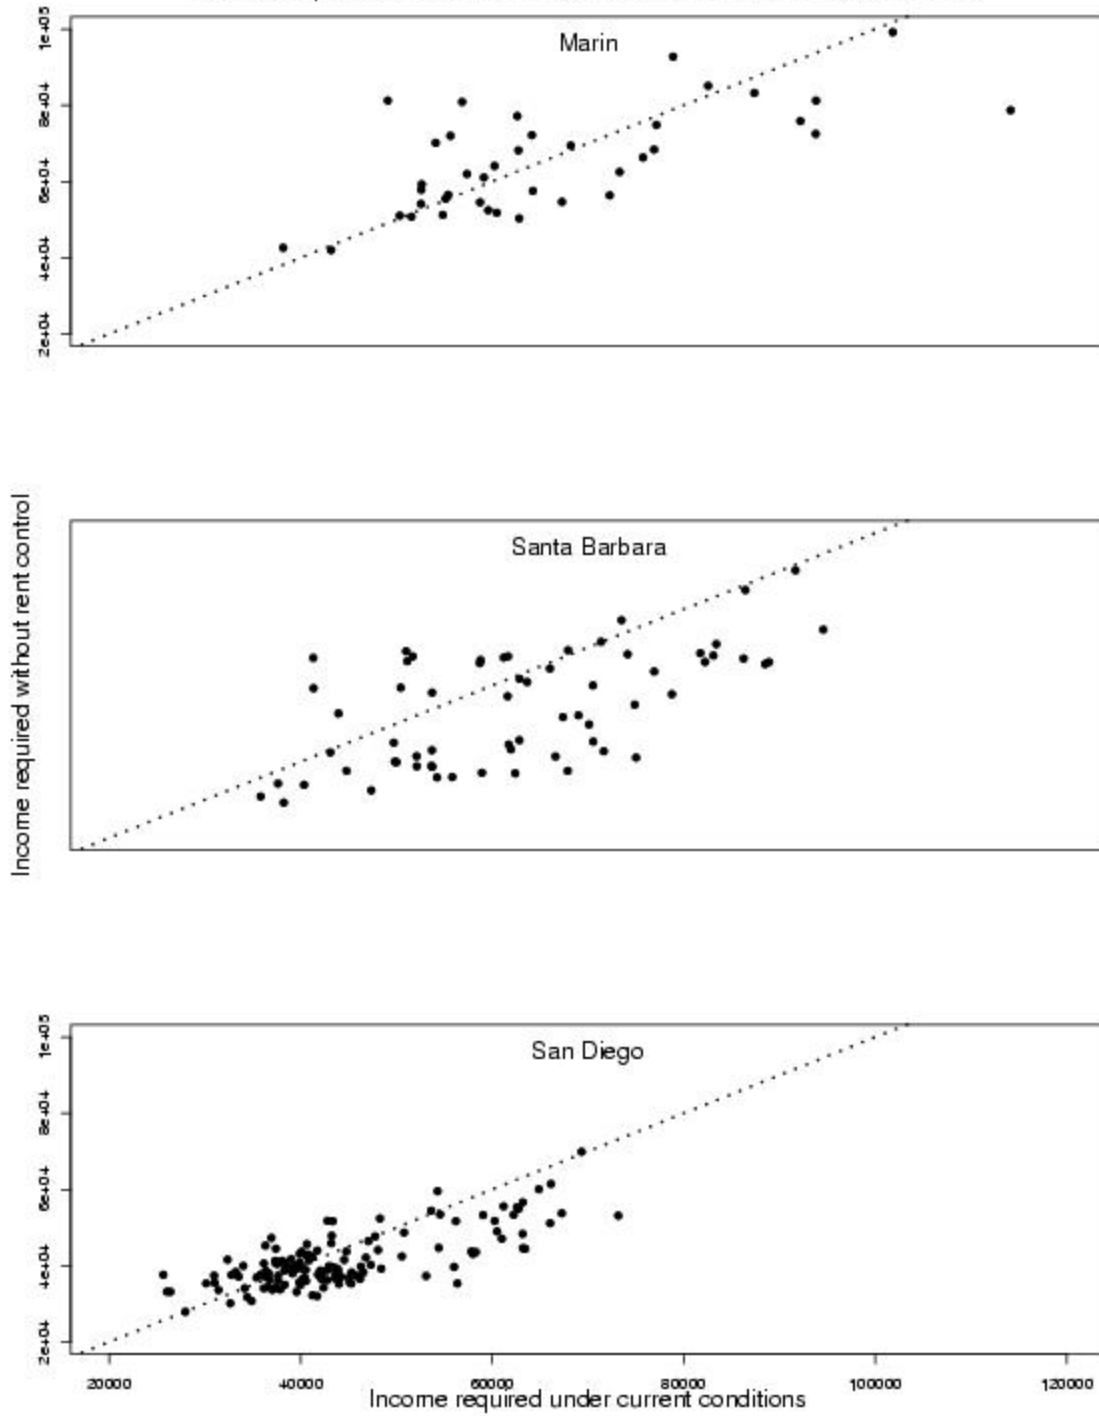 Marin
1e+05
8e+04
6e+04
4e+04
2e+04
Income required without rent control
Santa Barbara
San Diego
1e+05
8e+04
6e+04
4e+04
2e+04
20000 40000 60000 80000 100000 120000
Income required under current conditions